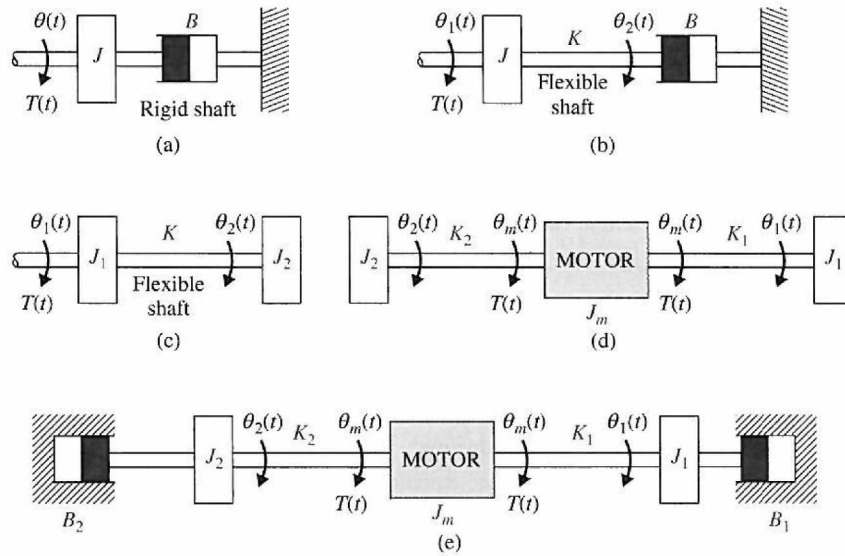 θ(t) B θ₁(t) K θ₂(t) B
J J
T(t) Rigid shaft T(t) Flexible shaft
(a) (b)
θ₁(t) K θ₂(t) θ₂(t) K₂ θₘ(t) θₘ(t) K₁ θ₁(t)
J₁ J₂ J₂ MOTOR J₁
T(t) Flexible shaft T(t) T(t)
Jₘ
(c) (d)
θ₂(t) K₂ θₘ(t) θₘ(t) K₁ θ₁(t)
J₂ MOTOR J₁
T(t) T(t)
B₂ Jₘ B₁
(e)